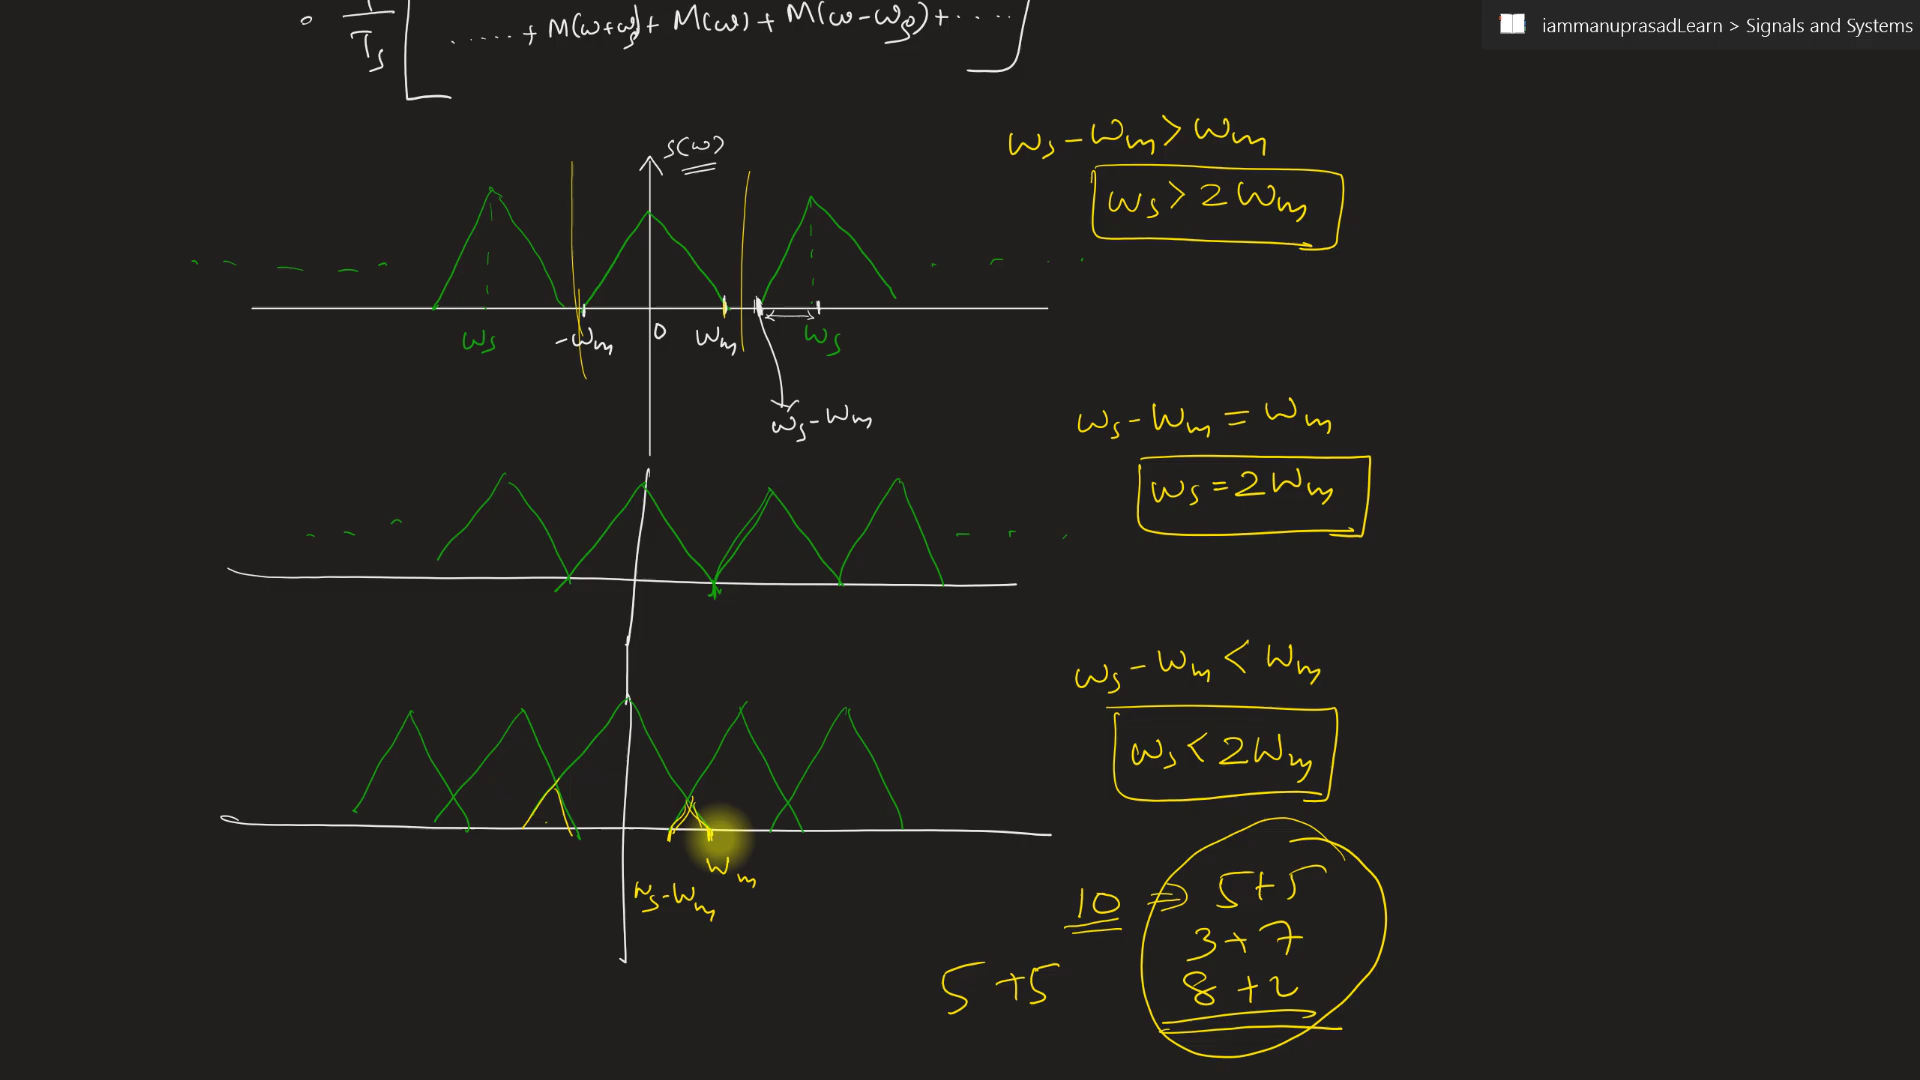 iammanuprasadLearn > Signals and Systems
1/Ts [ ..... + M(ω+ωs) + M(ω) + M(ω-ωs) + ..... ]
S(ω)
ωs - ωm > ωm
ωs > 2ωm
ωs -ωm 0 ωm ωs
ωs-ωm
ωs - ωm = ωm
ωs = 2ωm
ωs - ωm < ωm
ωs < 2ωm
ωm
ωs-ωm
10 ⇒ 5+5
3+7
8+2
5+5